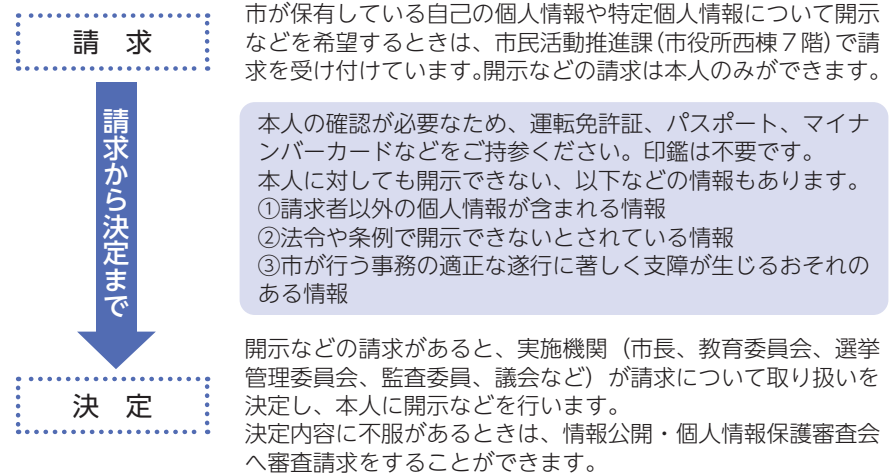 請 求
市が保有している自己の個人情報や特定個人情報について開示
などを希望するときは、市民活動推進課(市役所西棟７階)で請
求を受け付けています。開示などの請求は本人のみができます。
請求から決定まで
本人の確認が必要なため、運転免許証、パスポート、マイナ
ンバーカードなどをご持参ください。印鑑は不要です。
本人に対しても開示できない、以下などの情報もあります。
①請求者以外の個人情報が含まれる情報
②法令や条例で開示できないとされている情報
③市が行う事務の適正な遂行に著しく支障が生じるおそれの
ある情報
決 定
開示などの請求があると、実施機関（市長、教育委員会、選挙
管理委員会、監査委員、議会など）が請求について取り扱いを
決定し、本人に開示などを行います。
決定内容に不服があるときは、情報公開・個人情報保護審査会
へ審査請求をすることができます。